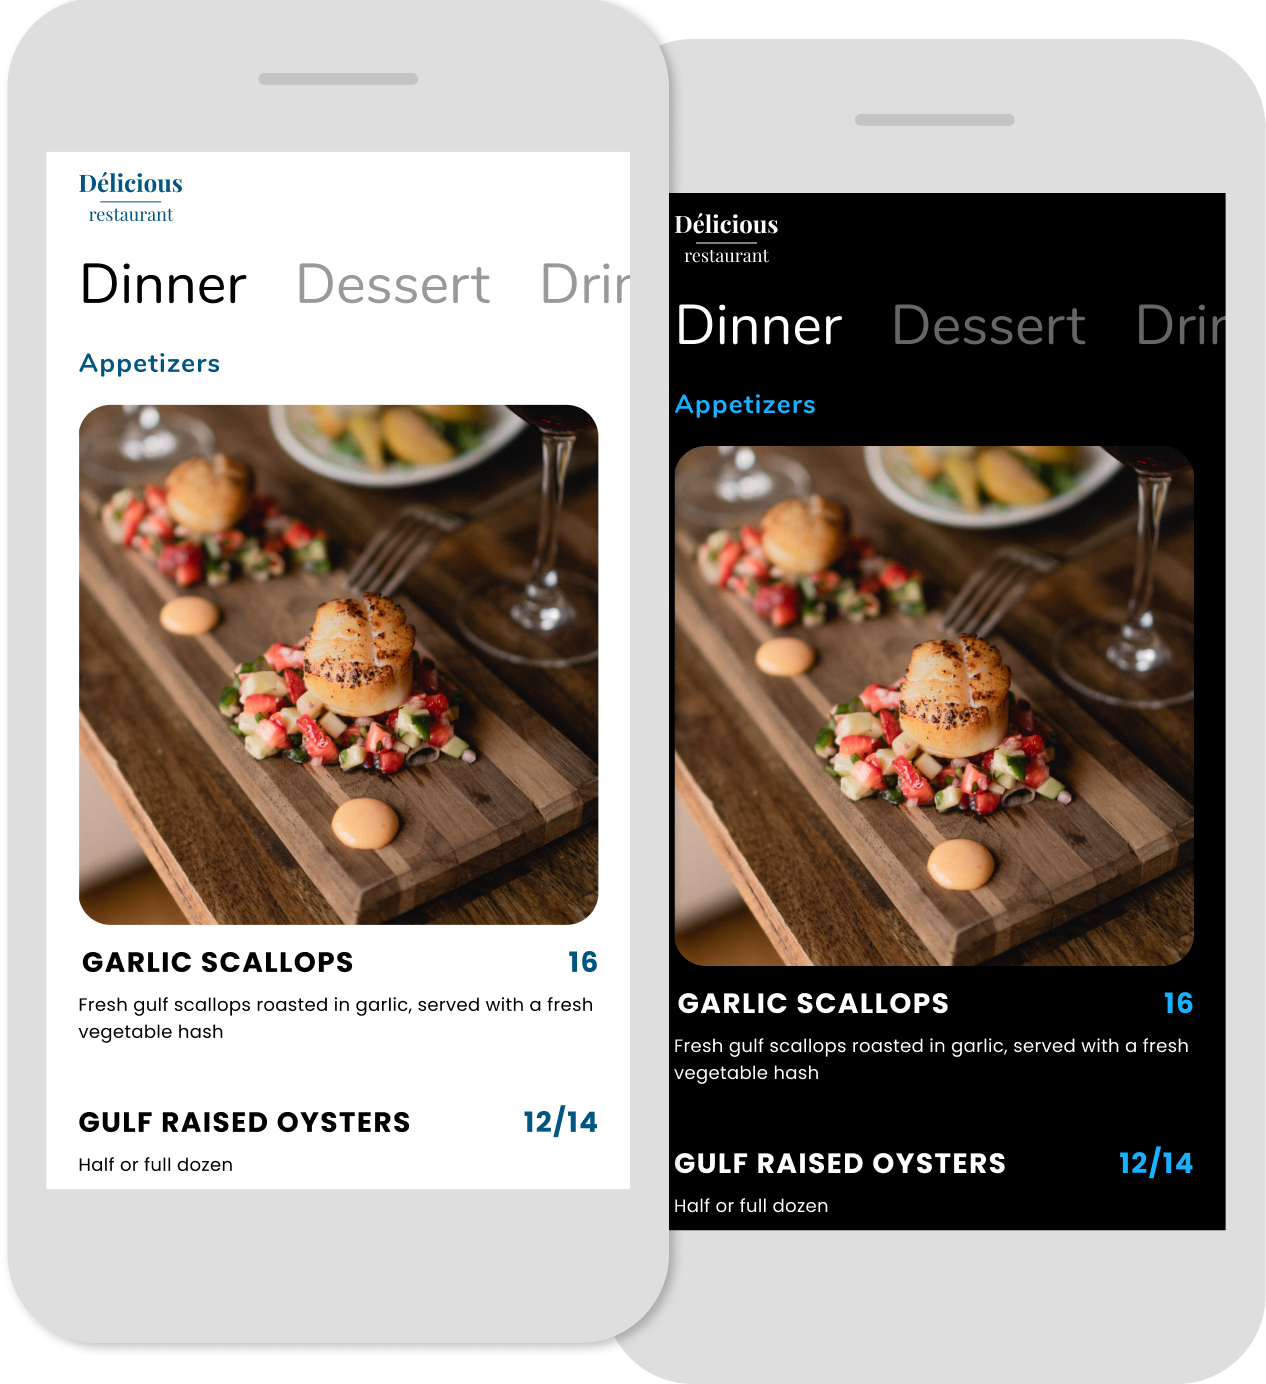 Délicious
restaurant
Dinner Dessert Drin
Appetizers
GARLIC SCALLOPS 16
Fresh gulf scallops roasted in garlic, served with a fresh
vegetable hash
GULF RAISED OYSTERS 12/14
Half or full dozen
Délicious
restaurant
Dinner Dessert Drin
Appetizers
GARLIC SCALLOPS 16
Fresh gulf scallops roasted in garlic, served with a fresh
vegetable hash
GULF RAISED OYSTERS 12/14
Half or full dozen